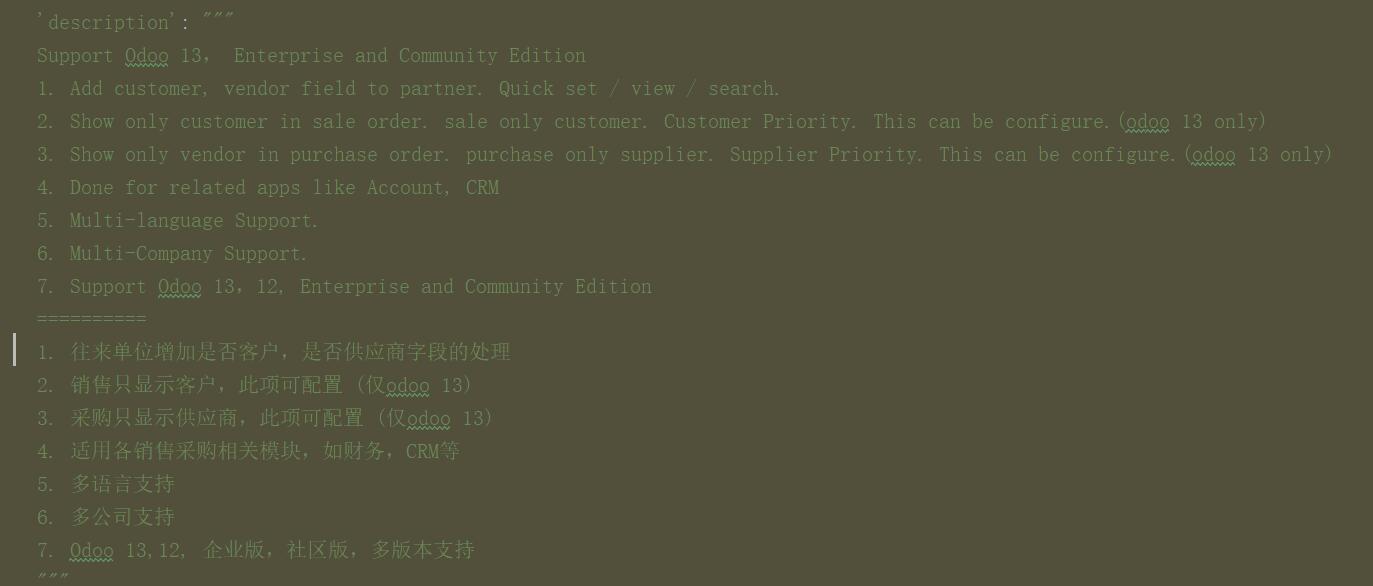 'description': """
Support Odoo 13， Enterprise and Community Edition
1. Add customer, vendor field to partner. Quick set / view / search.
2. Show only customer in sale order. sale only customer. Customer Priority. This can be configure.(odoo 13 only)
3. Show only vendor in purchase order. purchase only supplier. Supplier Priority. This can be configure.(odoo 13 only)
4. Done for related apps like Account, CRM
5. Multi-language Support.
6. Multi-Company Support.
7. Support Odoo 13，12, Enterprise and Community Edition
==========
1. 往来单位增加是否客户，是否供应商字段的处理
2. 销售只显示客户，此项可配置 (仅odoo 13)
3. 采购只显示供应商，此项可配置 (仅odoo 13)
4. 适用各销售采购相关模块，如财务，CRM等
5. 多语言支持
6. 多公司支持
7. Odoo 13,12, 企业版，社区版，多版本支持
"""